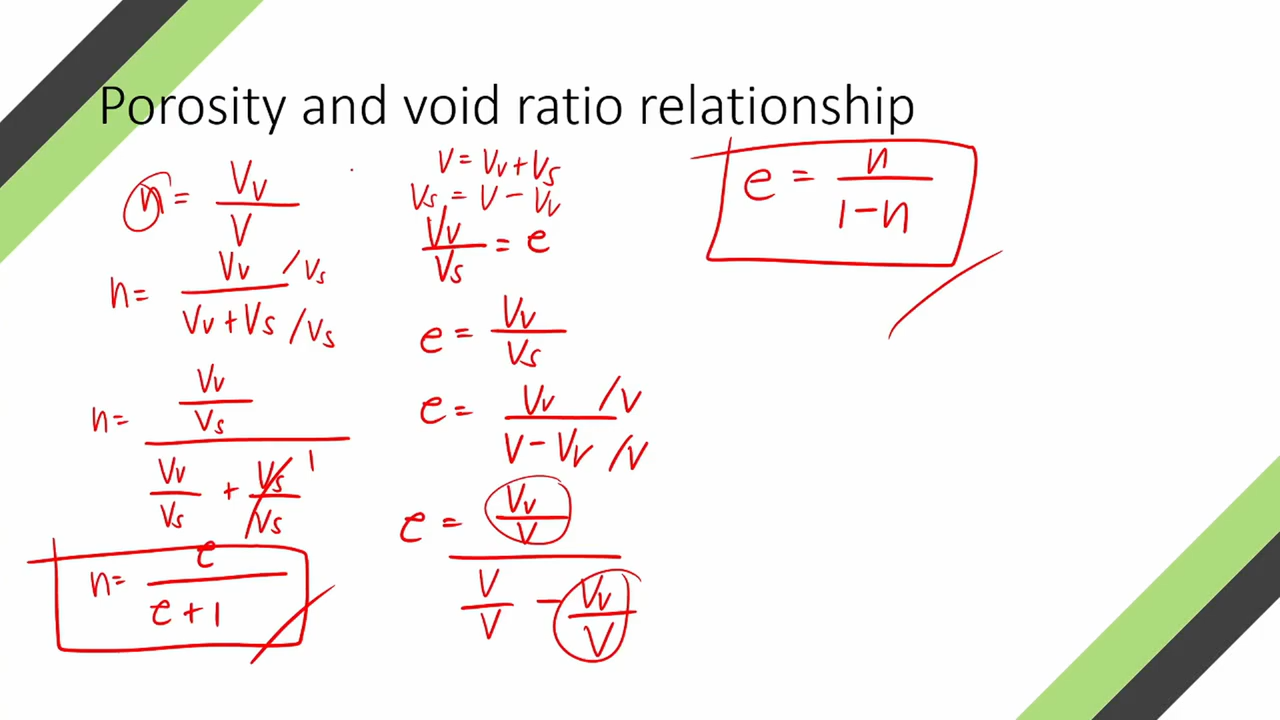 Porosity and void ratio relationship
n = Vv / V
n = Vv /Vs / Vv + Vs /Vs
n = Vv/Vs / Vv/Vs + Vs/Vs 1
n = e / e + 1
V = Vv + Vs
Vs = V - Vv
Vv / Vs = e
e = Vv / Vs
e = Vv /V / V - Vv /V
e = Vv/V / V/V - Vv/V
e = n / 1 - n